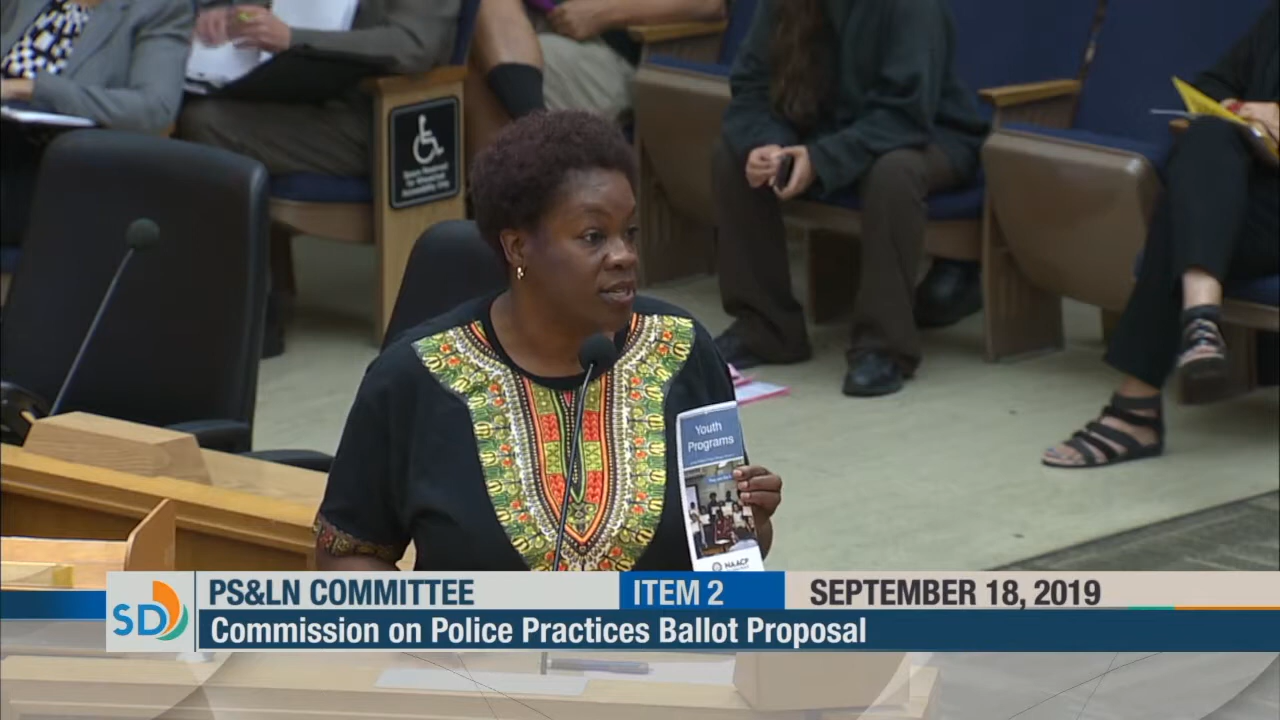 Youth
Programs
NAACP
SD
PS&LN COMMITTEE
ITEM 2
SEPTEMBER 18, 2019
Commission on Police Practices Ballot Proposal